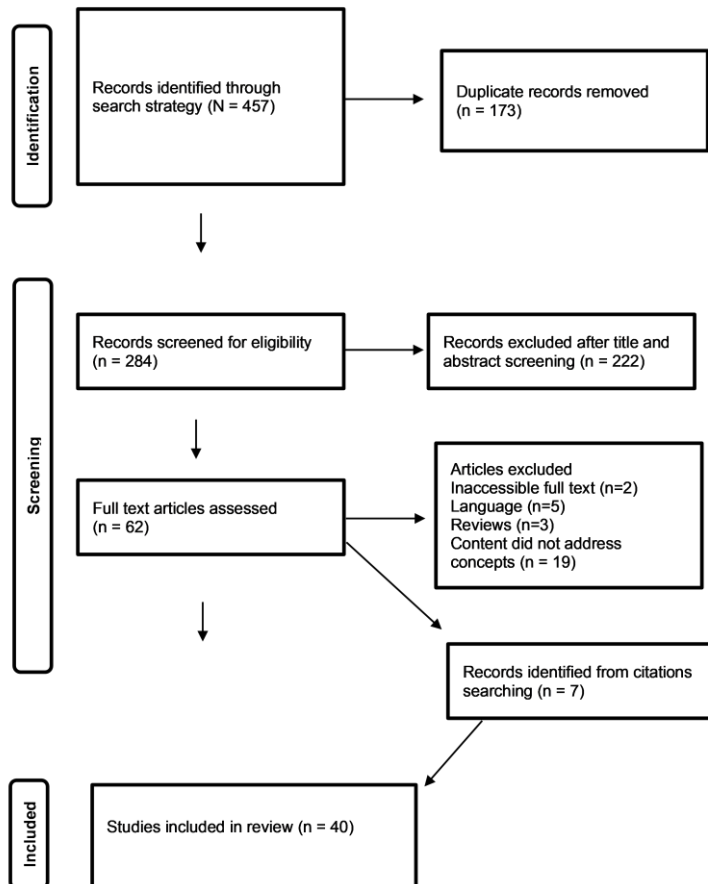 Identification
Records identified through
search strategy (N = 457)
Duplicate records removed
(n = 173)
Screening
Records screened for eligibility
(n = 284)
Records excluded after title and
abstract screening (n = 222)
Full text articles assessed
(n = 62)
Articles excluded
Inaccessible full text (n=2)
Language (n=5)
Reviews (n=3)
Content did not address
concepts (n = 19)
Records identified from citations
searching (n = 7)
Included
Studies included in review (n = 40)